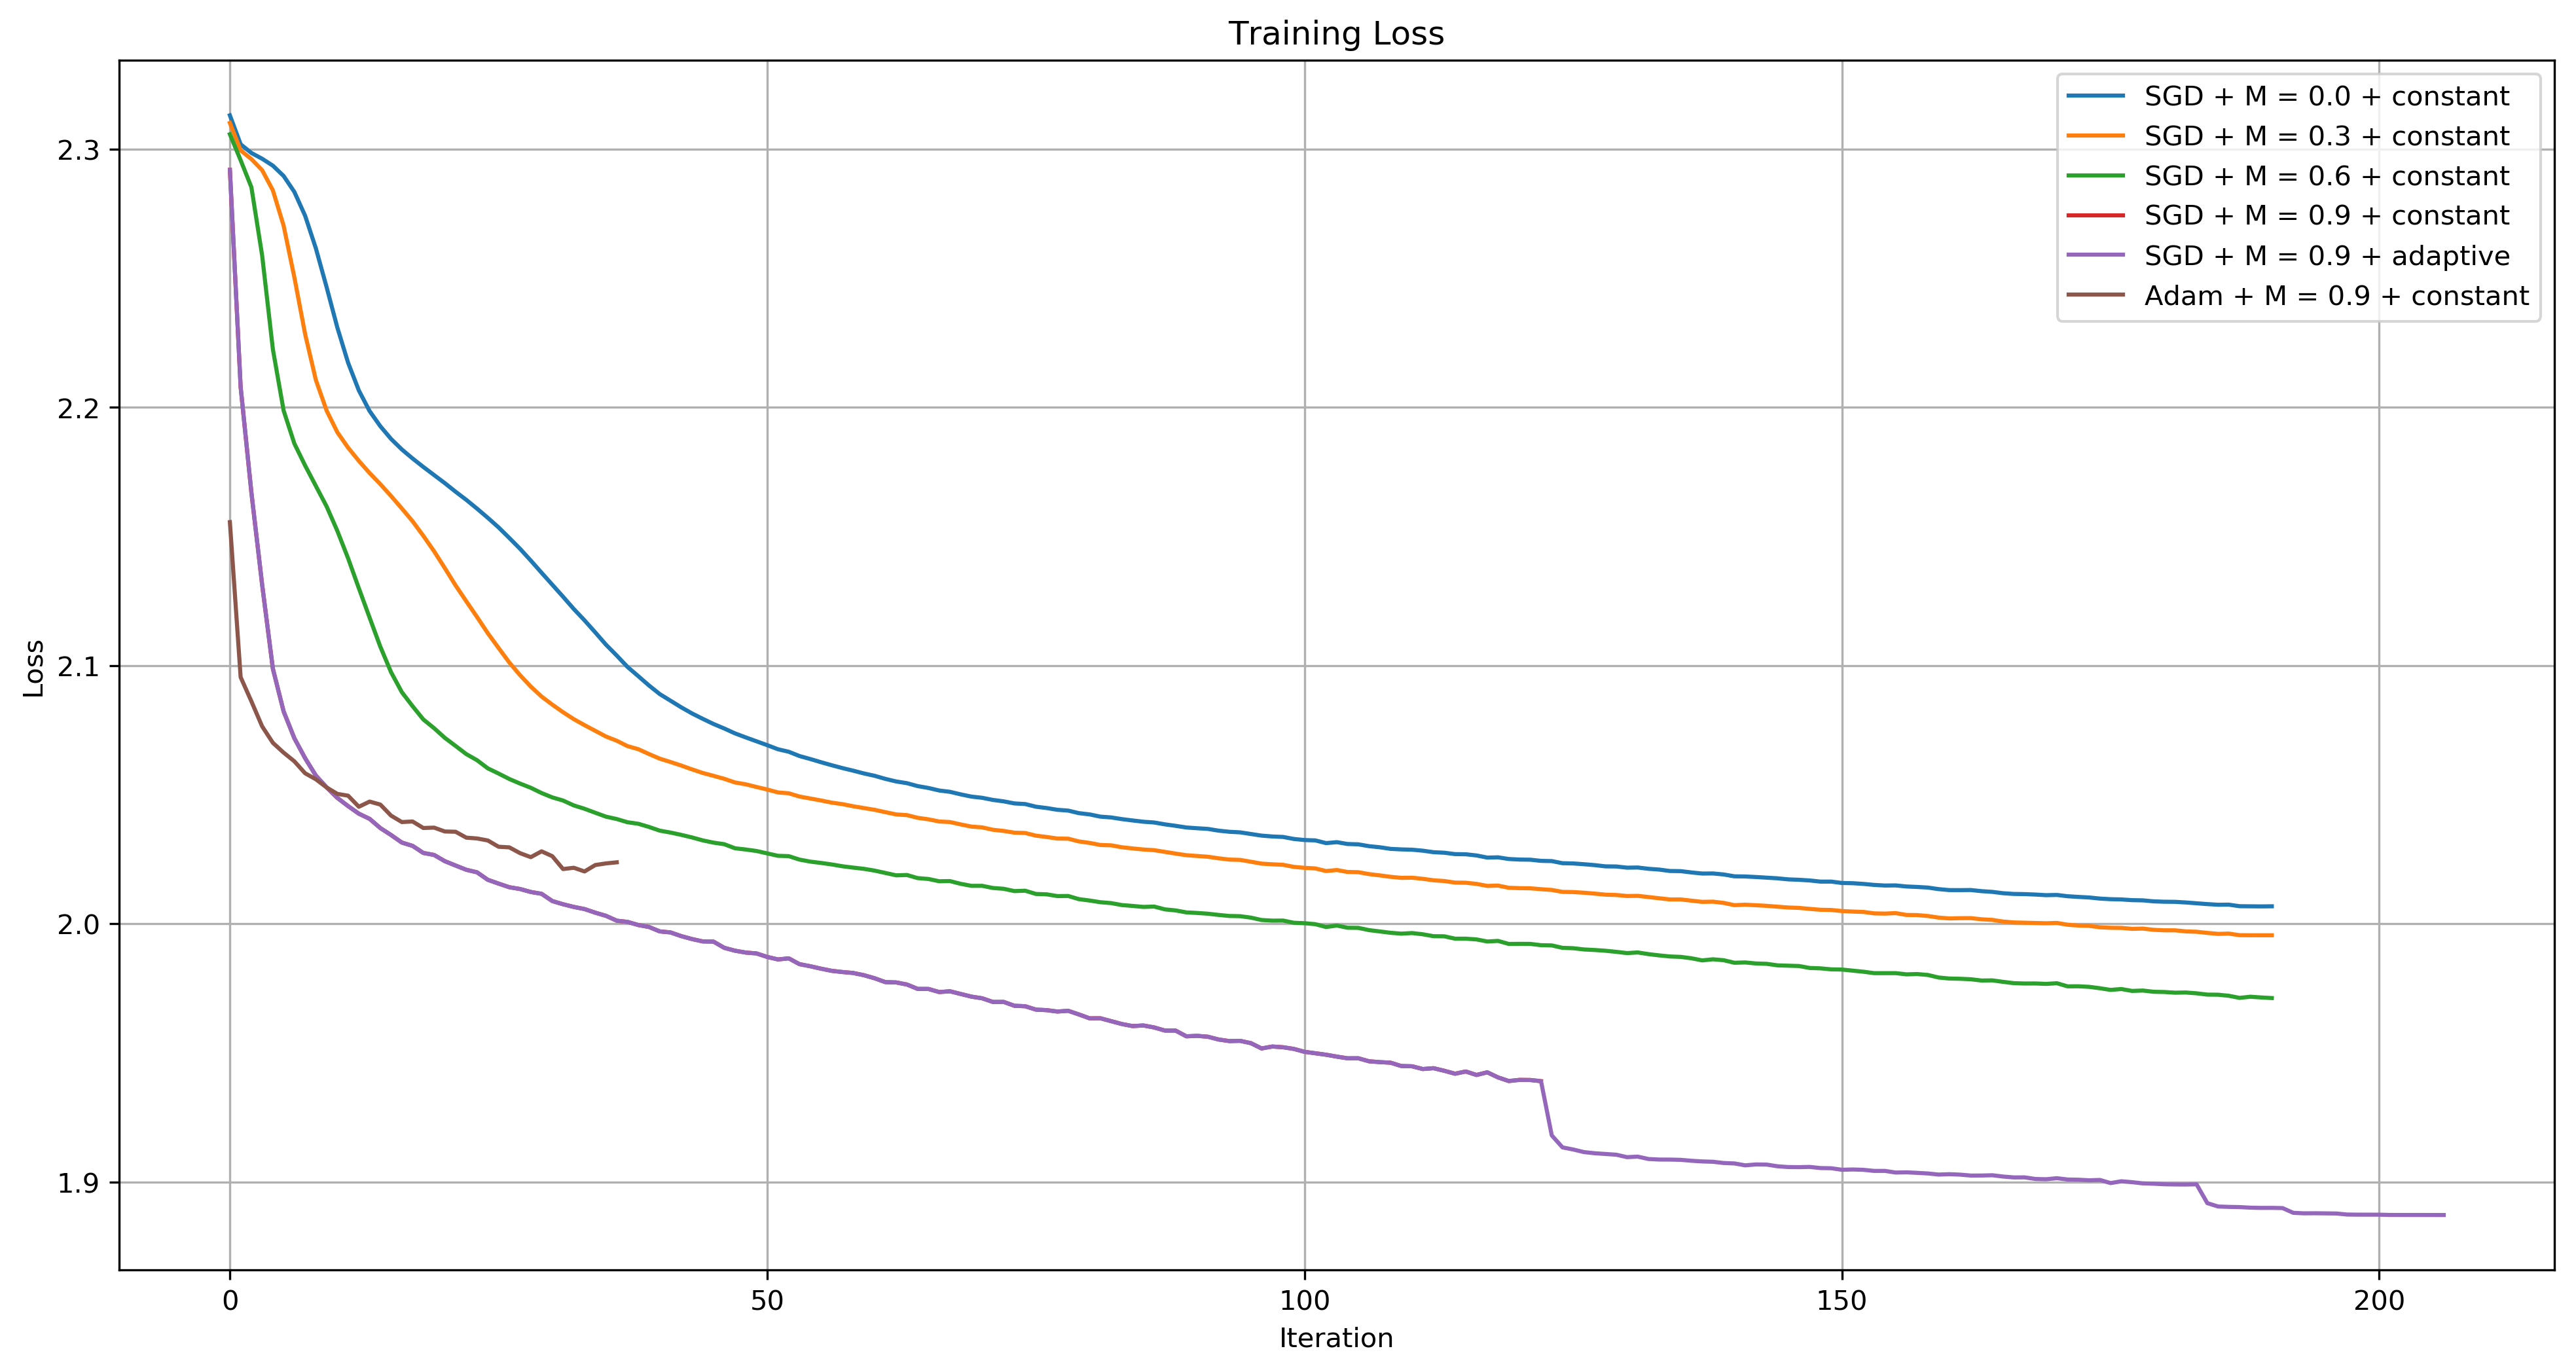 Training Loss
SGD + M = 0.0 + constant
SGD + M = 0.3 + constant
SGD + M = 0.6 + constant
SGD + M = 0.9 + constant
SGD + M = 0.9 + adaptive
Adam + M = 0.9 + constant
2.3
2.2
2.1
2.0
1.9
Loss
0 50 100 150 200
Iteration